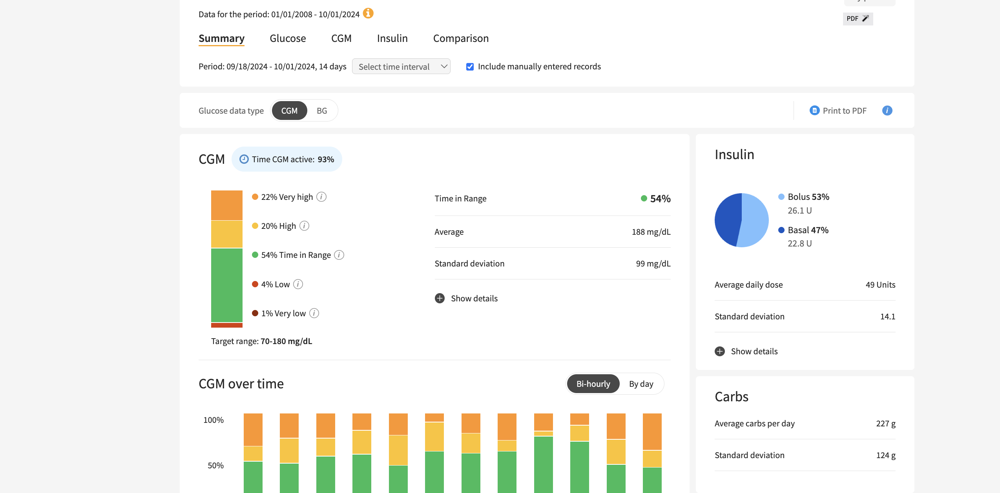 Data for the period: 01/01/2008 - 10/01/2024
PDF
Summary Glucose CGM Insulin Comparison
Period: 09/18/2024 - 10/01/2024, 14 days Select time interval Include manually entered records
Glucose data type CGM BG Print to PDF
CGM Time CGM active: 93%
22% Very high
20% High
54% Time in Range
4% Low
1% Very low
Target range: 70-180 mg/dL
Time in Range 54%
Average 188 mg/dL
Standard deviation 99 mg/dL
Show details
CGM over time Bi-hourly By day
100%
50%
Insulin
Bolus 53%
26.1 U
Basal 47%
22.8 U
Average daily dose 49 Units
Standard deviation 14.1
Show details
Carbs
Average carbs per day 227 g
Standard deviation 124 g